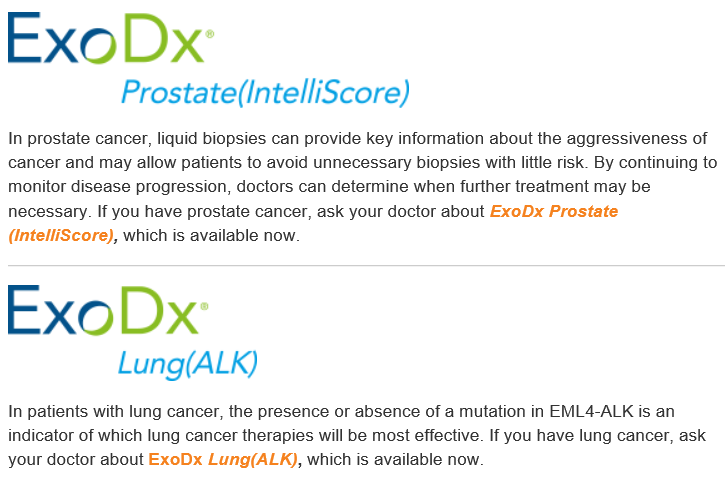 ExoDx®
Prostate(IntelliScore)
In prostate cancer, liquid biopsies can provide key information about the aggressiveness of
cancer and may allow patients to avoid unnecessary biopsies with little risk. By continuing to
monitor disease progression, doctors can determine when further treatment may be
necessary. If you have prostate cancer, ask your doctor about ExoDx Prostate
(IntelliScore), which is available now.
ExoDx®
Lung(ALK)
In patients with lung cancer, the presence or absence of a mutation in EML4-ALK is an
indicator of which lung cancer therapies will be most effective. If you have lung cancer, ask
your doctor about ExoDx Lung(ALK), which is available now.